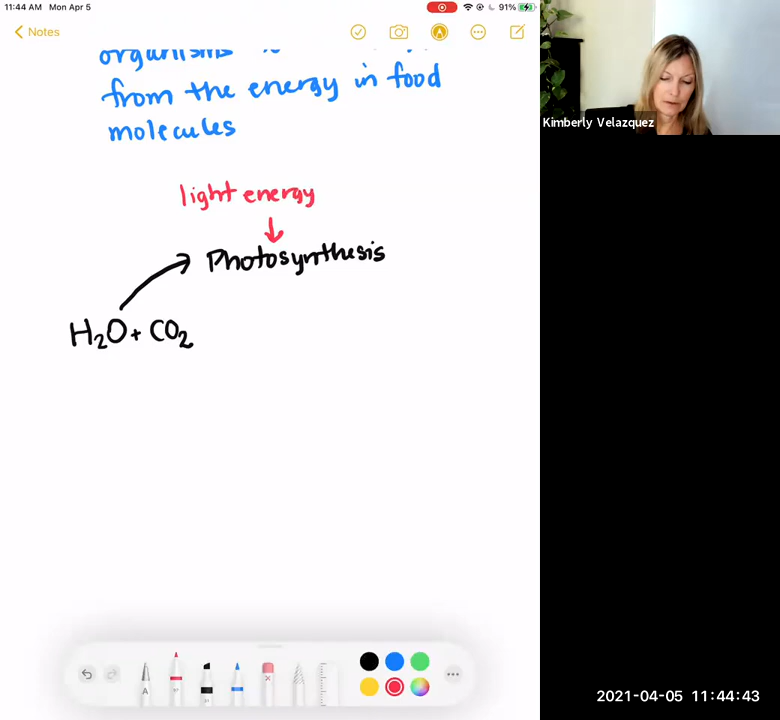 11:44 AM Mon Apr 5
91%
Notes
organisms
from the energy in food
molecules
light energy
Photosynthesis
H₂O + CO₂
Kimberly Velazquez
2021-04-05 11:44:43